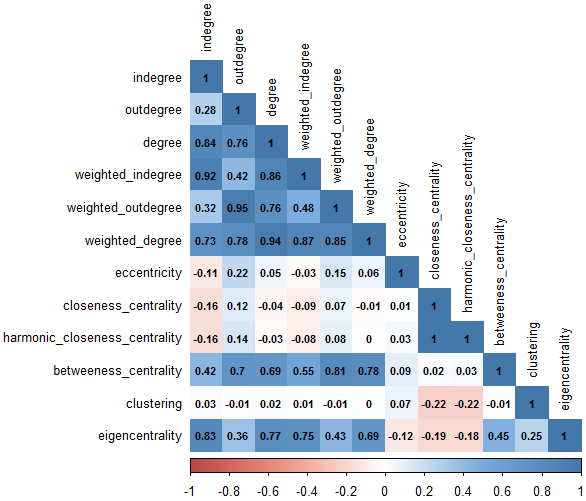 indegree
outdegree
degree
weighted_indegree
weighted_outdegree
weighted_degree
eccentricity
closeness_centrality
harmonic_closeness_centrality
betweeness_centrality
clustering
eigencentrality
indegree 1
outdegree 0.28 1
degree 0.84 0.76 1
weighted_indegree 0.92 0.42 0.86 1
weighted_outdegree 0.32 0.95 0.76 0.48 1
weighted_degree 0.73 0.78 0.94 0.87 0.85 1
eccentricity -0.11 0.22 0.05 -0.03 0.15 0.06 1
closeness_centrality -0.16 0.12 -0.04 -0.09 0.07 -0.01 0.01 1
harmonic_closeness_centrality -0.16 0.14 -0.03 -0.08 0.08 0 0.03 1 1
betweeness_centrality 0.42 0.7 0.69 0.55 0.81 0.78 0.09 0.02 0.03 1
clustering 0.03 -0.01 0.02 0.01 -0.01 0 0.07 -0.22 -0.22 -0.01 1
eigencentrality 0.83 0.36 0.77 0.75 0.43 0.69 -0.12 -0.19 -0.18 0.45 0.25 1
-1 -0.8 -0.6 -0.4 -0.2 0 0.2 0.4 0.6 0.8 1